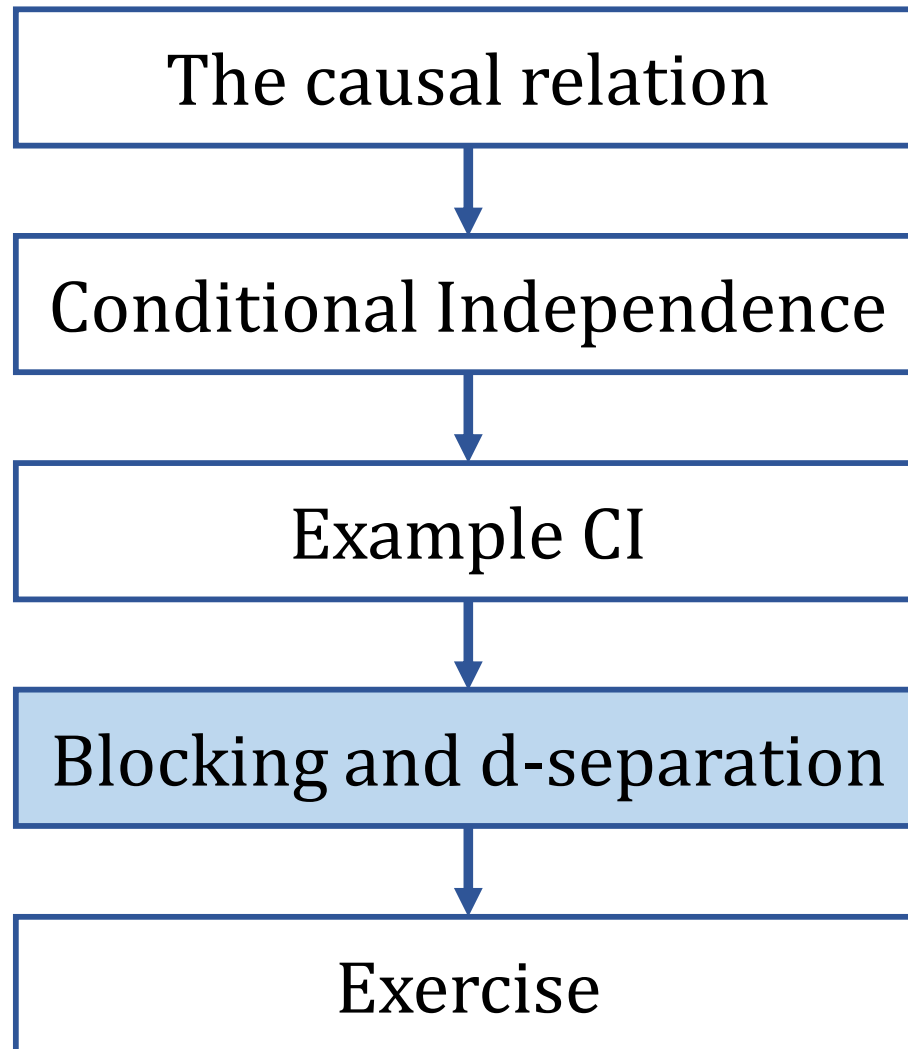 The causal relation
Conditional Independence
Example CI
Blocking and d-separation
Exercise